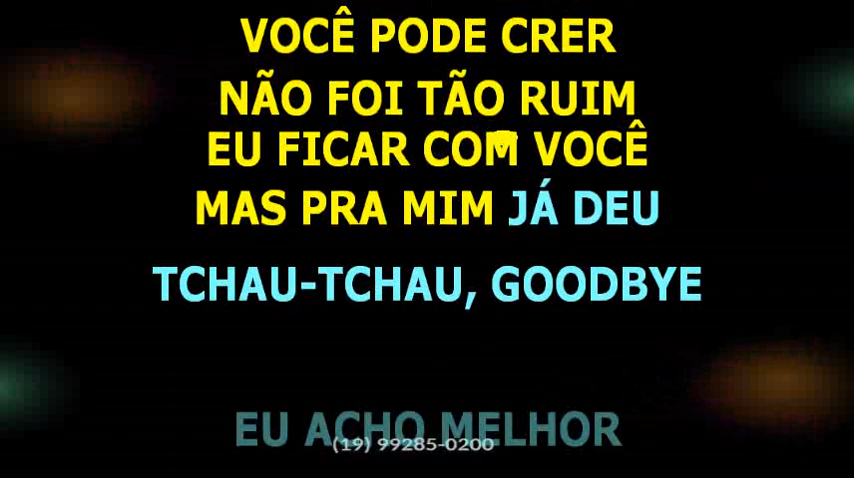 VOCÊ PODE CRER
NÃO FOI TÃO RUIM
EU FICAR COM VOCÊ
MAS PRA MIM JÁ DEU
TCHAU-TCHAU, GOODBYE
EU ACHO MELHOR
(19) 99285-0200